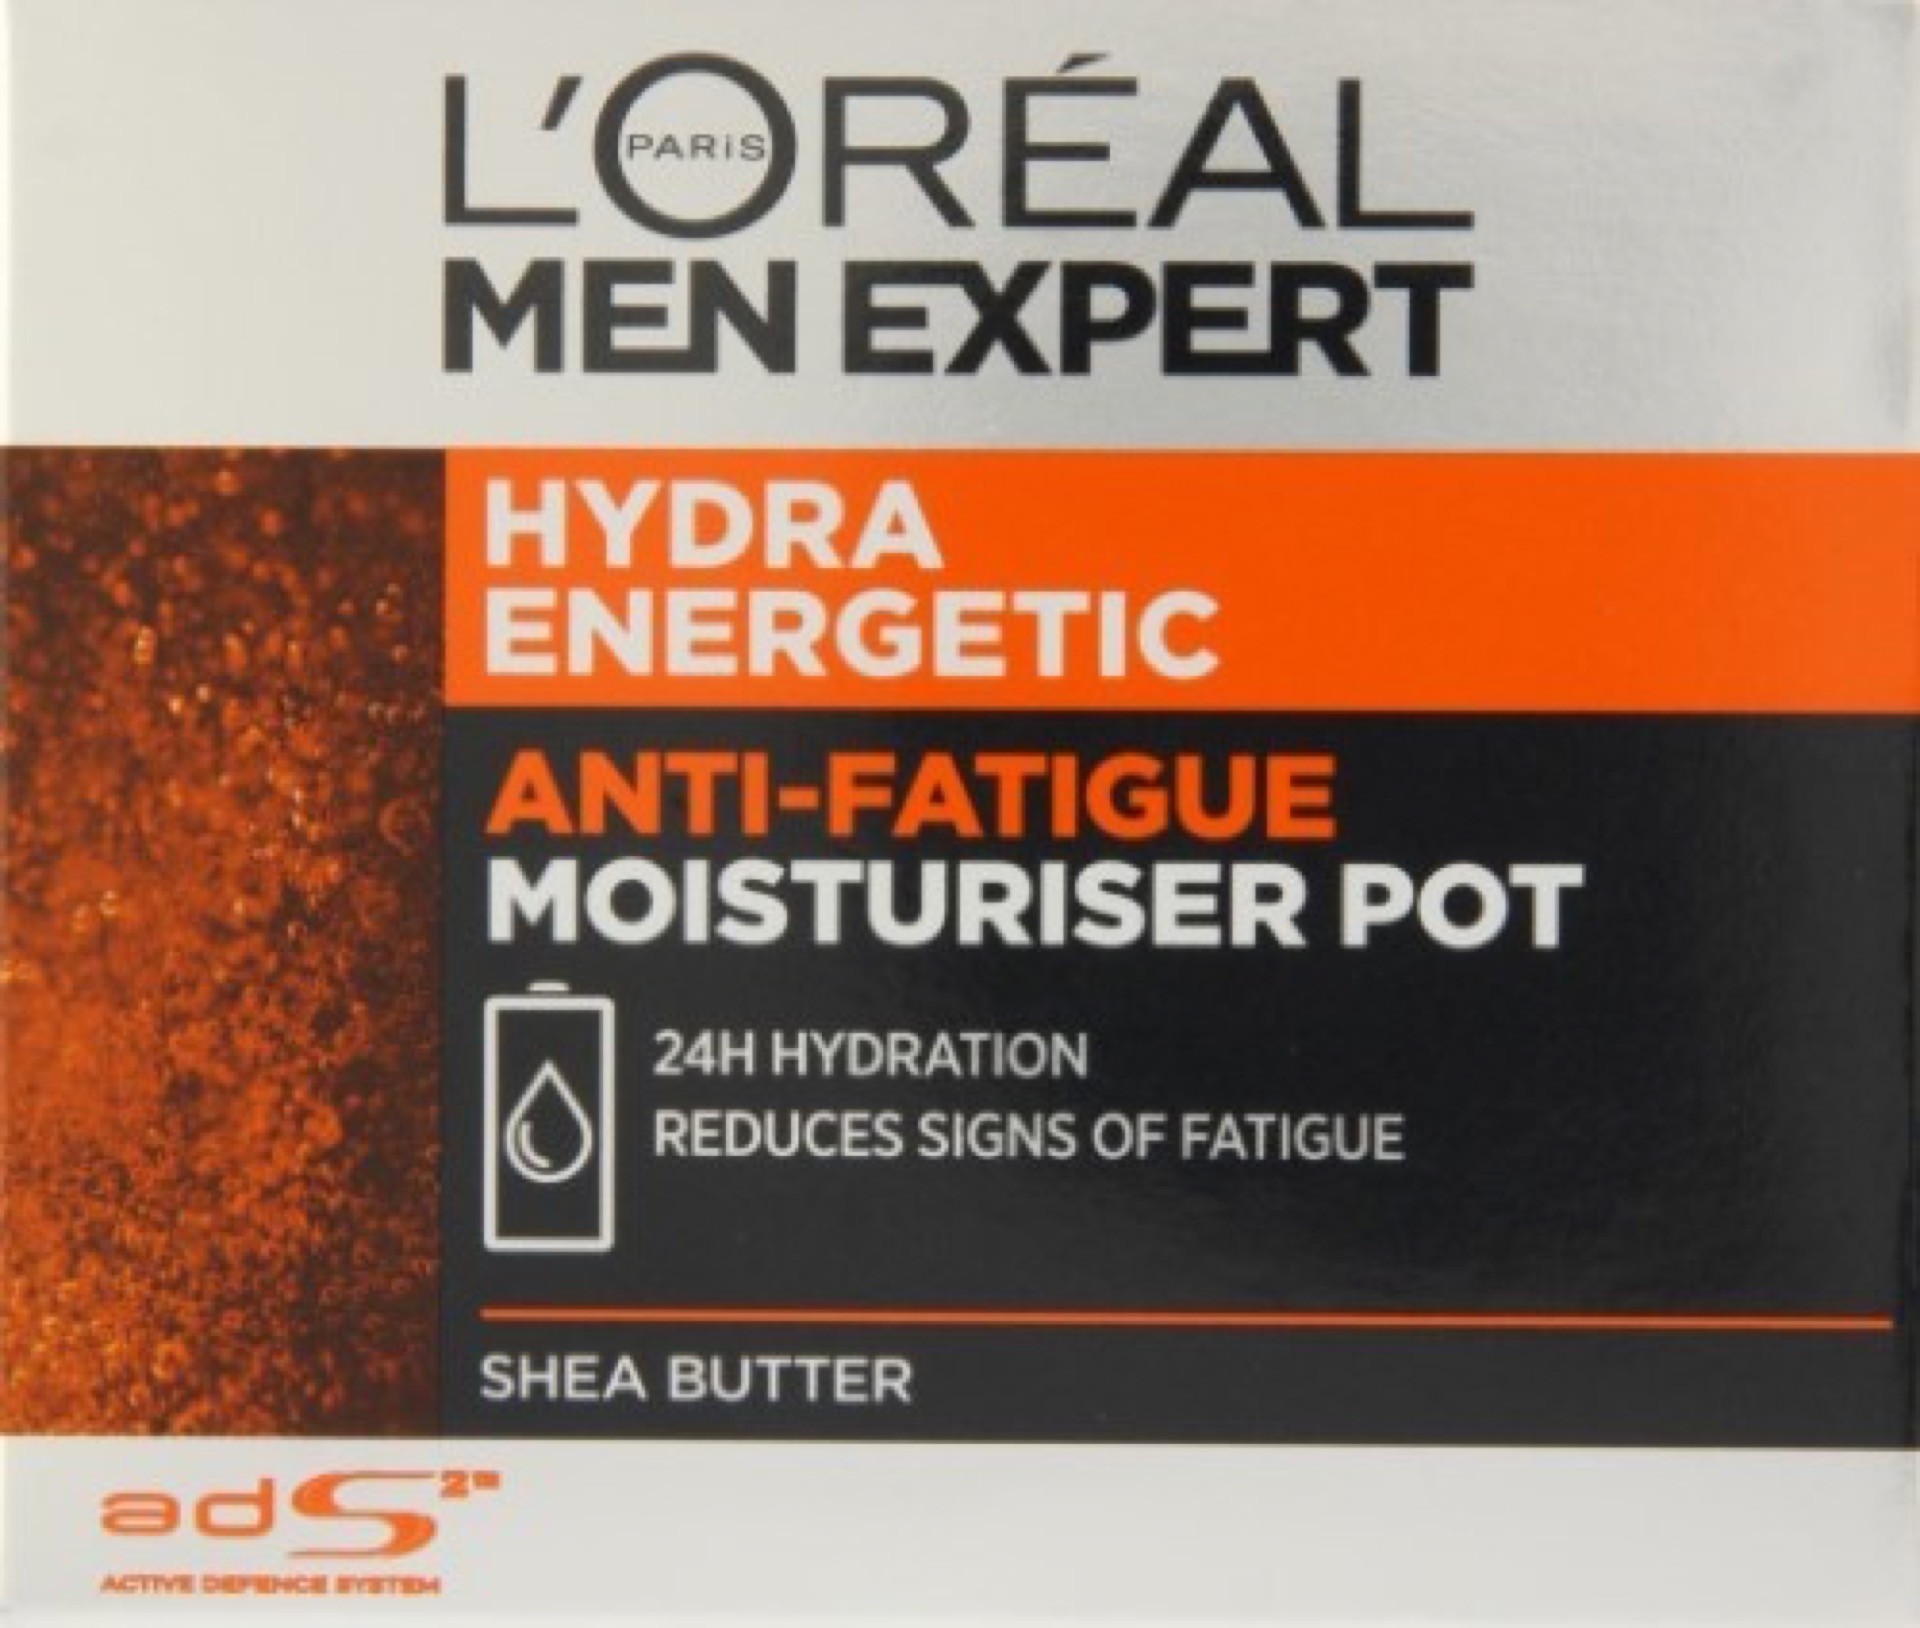 L'ORÉAL
PARiS
MEN EXPERT
HYDRA
ENERGETIC
ANTI-FATIGUE
MOISTURISER POT
24H HYDRATION
REDUCES SIGNS OF FATIGUE
SHEA BUTTER
adS2™
ACTIVE DEFENCE SYSTEM